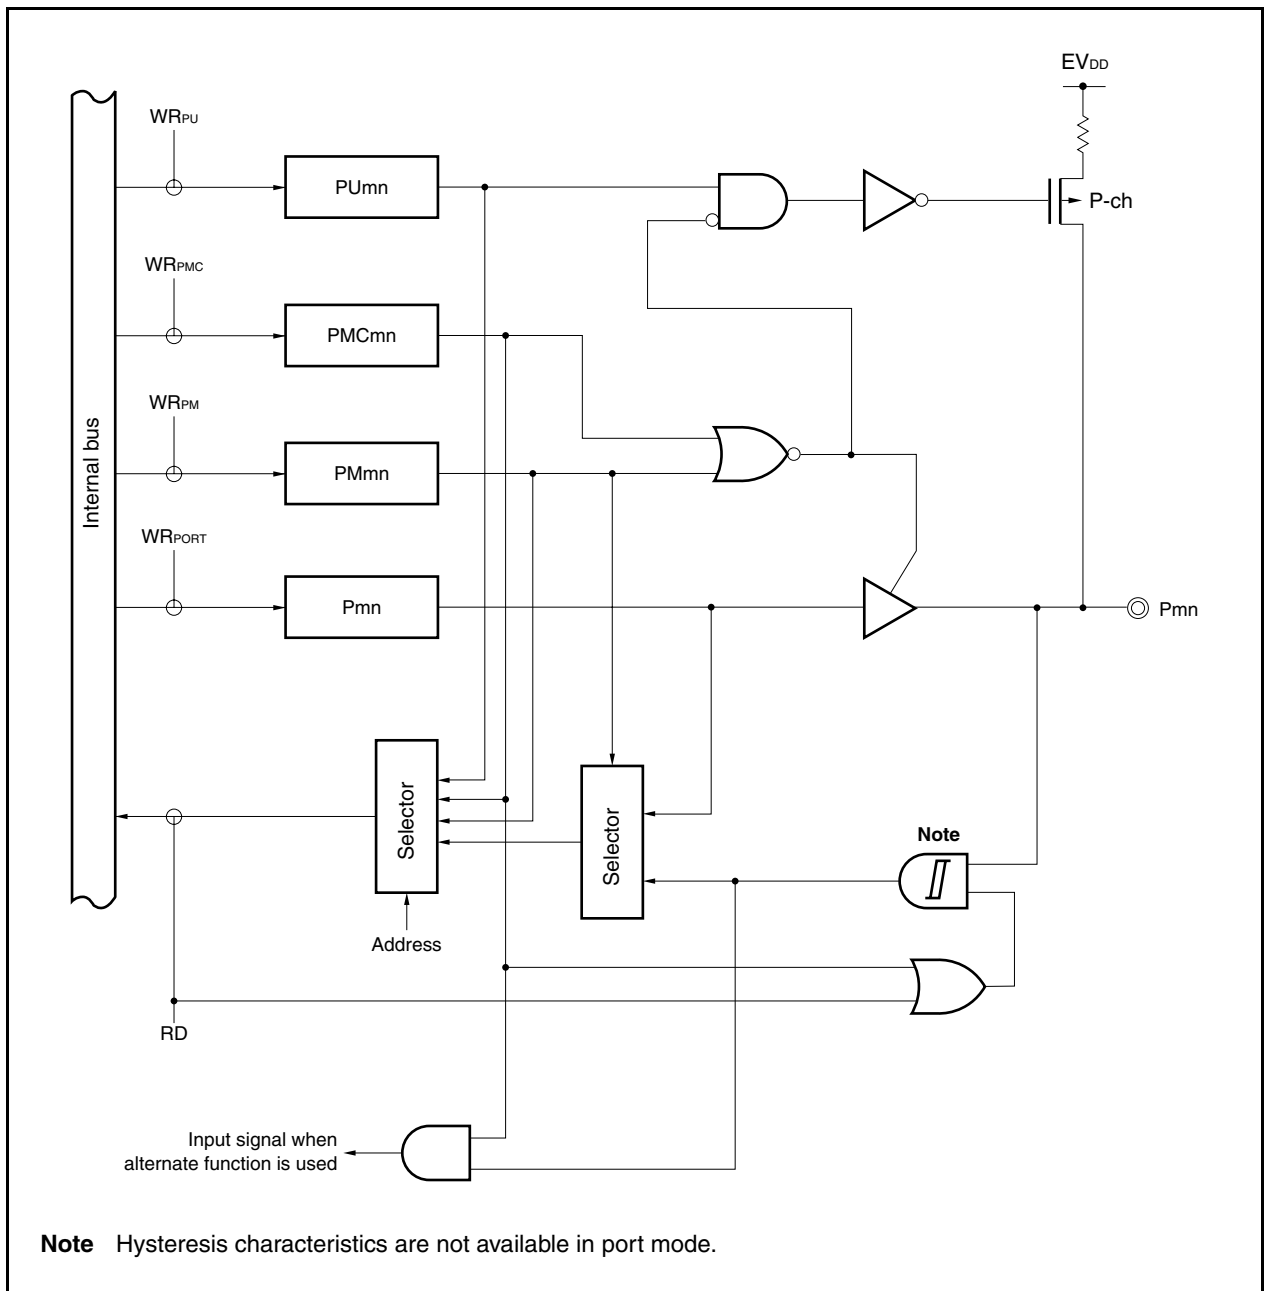 EVDD
WRPU
PUmn
P-ch
WRPMC
PMCmn
WRPM
PMmn
Internal bus
WRPORT
Pmn
Pmn
Selector
Selector
Note
Address
RD
Input signal when
alternate function is used
Note Hysteresis characteristics are not available in port mode.